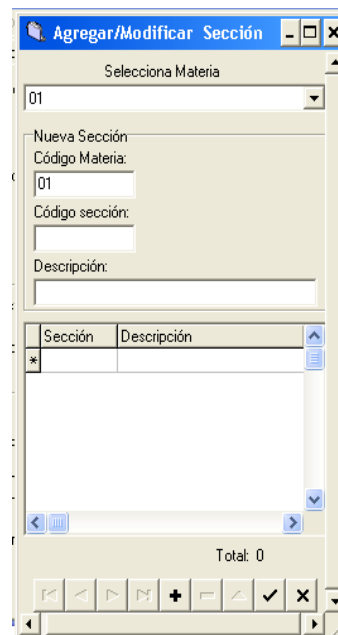 Agregar/Modificar Sección
Selecciona Materia
01
Nueva Sección
Código Materia:
01
Código sección:
Descripción:
Sección Descripción
*
Total: 0